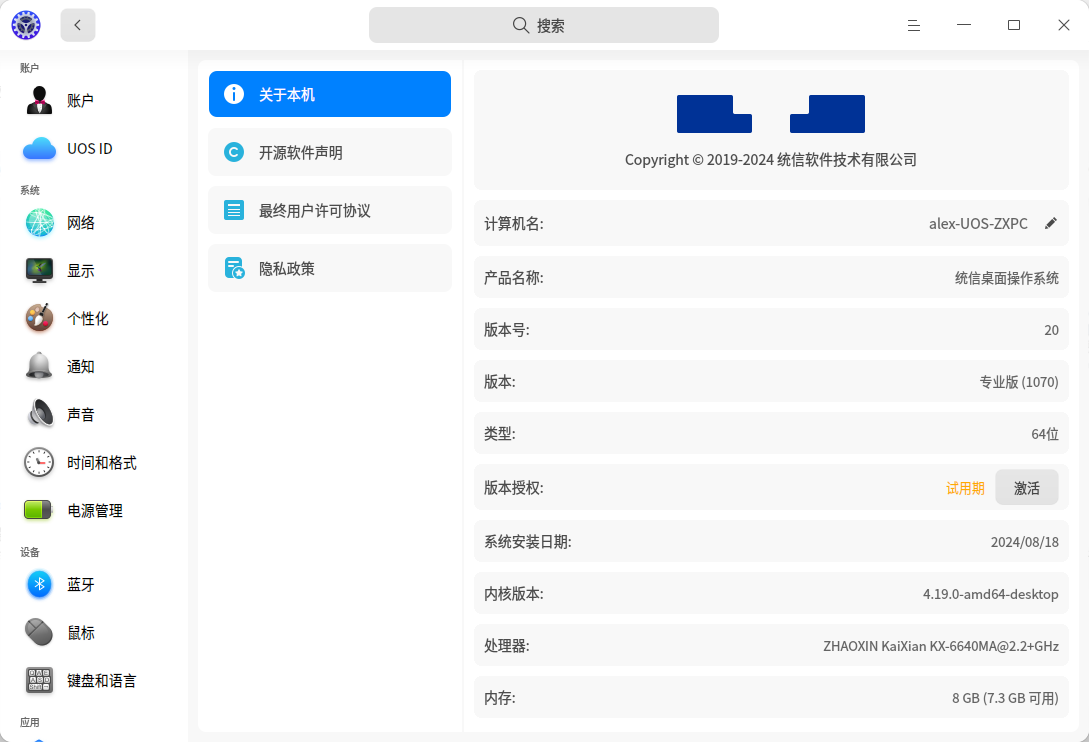 搜索
账户
账户
UOS ID
系统
网络
显示
个性化
通知
声音
时间和格式
电源管理
设备
蓝牙
鼠标
键盘和语言
应用
关于本机
开源软件声明
最终用户许可协议
隐私政策
Copyright © 2019-2024 统信软件技术有限公司
计算机名: alex-UOS-ZXPC
产品名称: 统信桌面操作系统
版本号: 20
版本: 专业版 (1070)
类型: 64位
版本授权: 试用期 激活
系统安装日期: 2024/08/18
内核版本: 4.19.0-amd64-desktop
处理器: ZHAOXIN KaiXian KX-6640MA@2.2+GHz
内存: 8 GB (7.3 GB 可用)